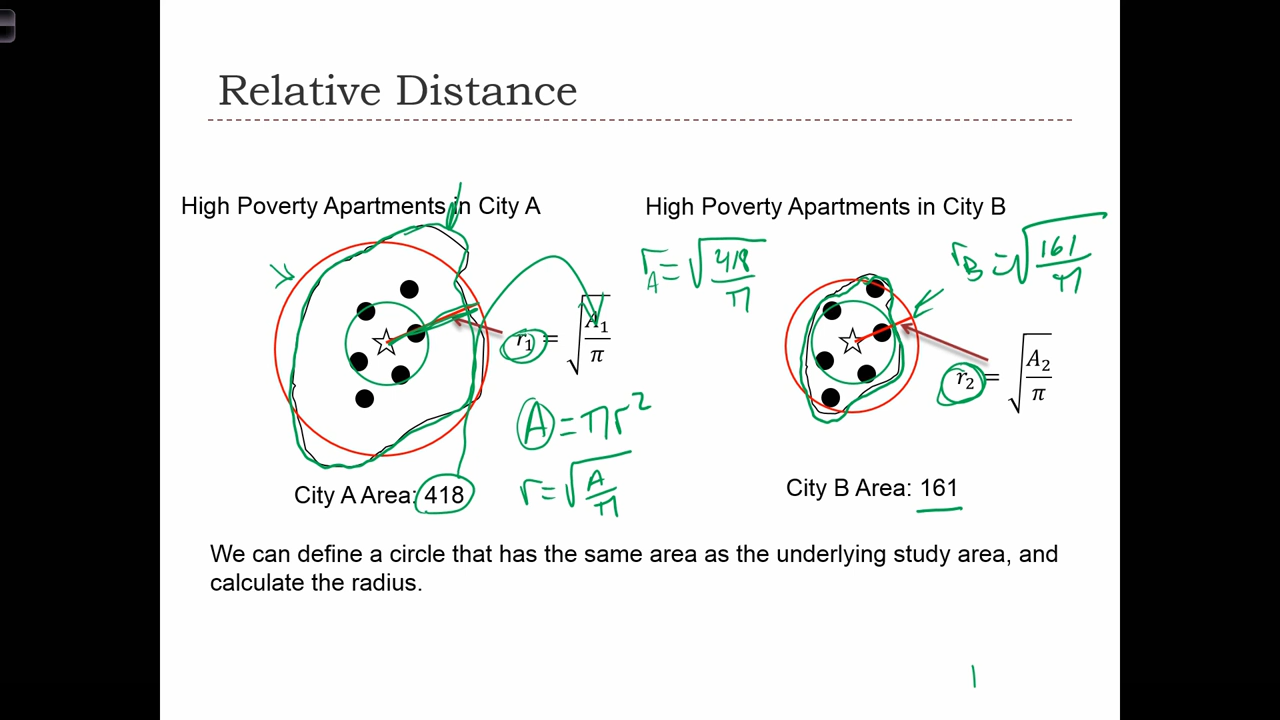 Relative Distance
High Poverty Apartments in City A
High Poverty Apartments in City B
r_A = √(418/π)
r_B = √(161/π)
r₁ = √(A₁/π)
r₂ = √(A₂/π)
A = πr²
r = √(A/π)
City A Area: 418
City B Area: 161
We can define a circle that has the same area as the underlying study area, and
calculate the radius.